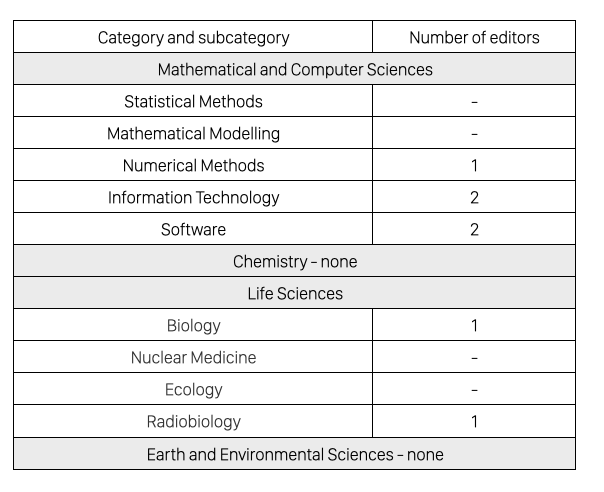 Category and subcategory Number of editors
Mathematical and Computer Sciences
Statistical Methods -
Mathematical Modelling -
Numerical Methods 1
Information Technology 2
Software 2
Chemistry - none
Life Sciences
Biology 1
Nuclear Medicine -
Ecology -
Radiobiology 1
Earth and Environmental Sciences - none